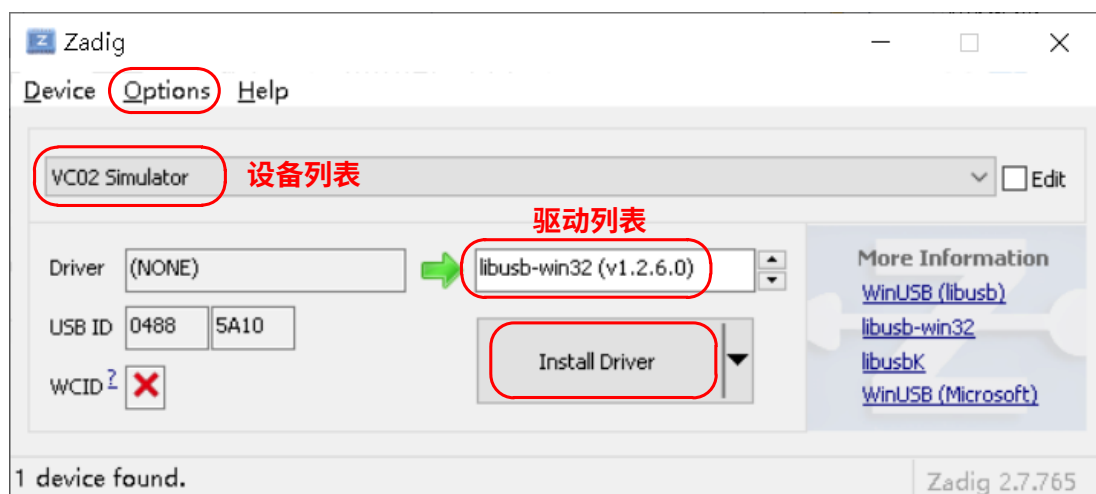 Zadig
Device Options Help
VC02 Simulator 设备列表 Edit
驱动列表
Driver (NONE) libusb-win32 (v1.2.6.0)
USB ID 0488 5A10
WCID ?
Install Driver
More Information
WinUSB (libusb)
libusb-win32
libusbK
WinUSB (Microsoft)
1 device found.
Zadig 2.7.765